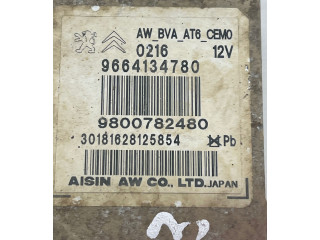 AW_BVA_AT6_CEMO
0216 12V
9664134780
9800782480
30181628125854 Pb
AISIN AW CO., LTD. JAPAN